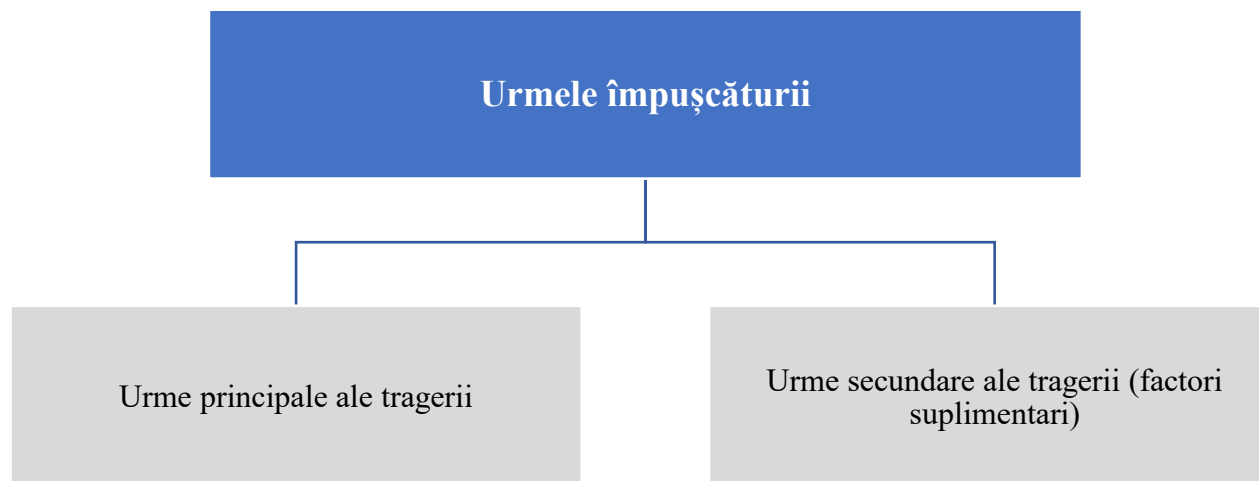 Urmele împușcăturii
Urme principale ale tragerii
Urme secundare ale tragerii (factori
suplimentari)